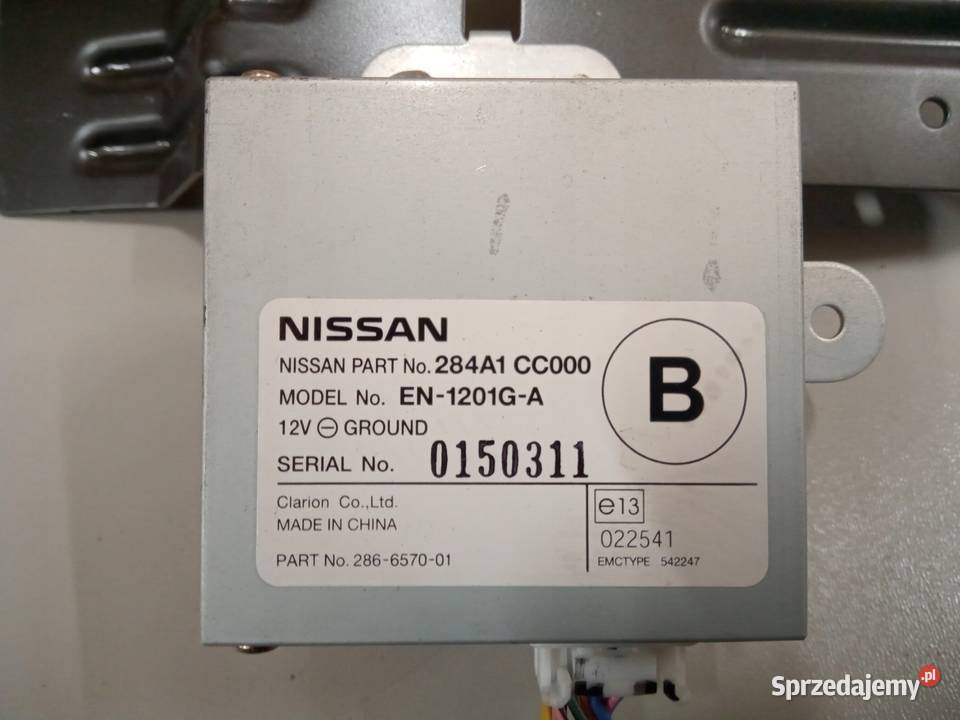 NISSAN
NISSAN PART No. 284A1 CC000
MODEL No. EN-1201G-A
12V ⊖ GROUND
SERIAL No. 0150311
B
Clarion Co.,Ltd.
MADE IN CHINA
PART No. 286-6570-01
e13
022541
EMCTYPE 542247
Sprzedajemy.pl